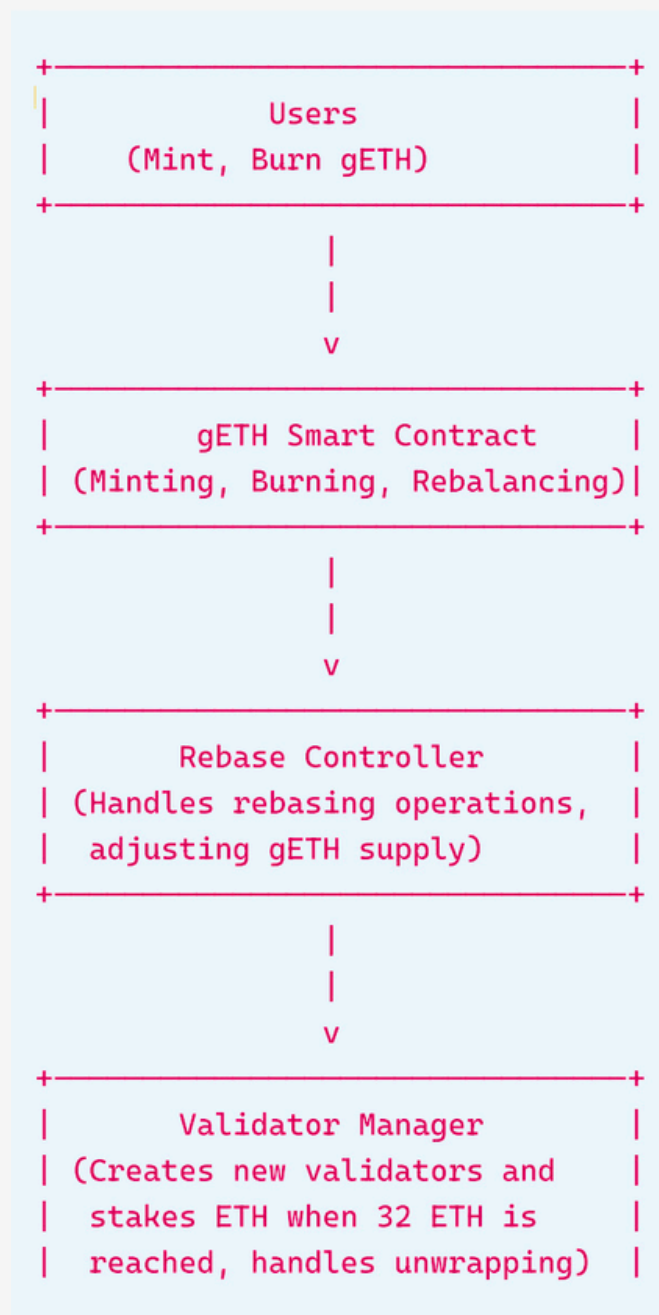 Users
(Mint, Burn gETH)
gETH Smart Contract
(Minting, Burning, Rebalancing)
Rebase Controller
(Handles rebasing operations,
adjusting gETH supply)
Validator Manager
(Creates new validators and
stakes ETH when 32 ETH is
reached, handles unwrapping)